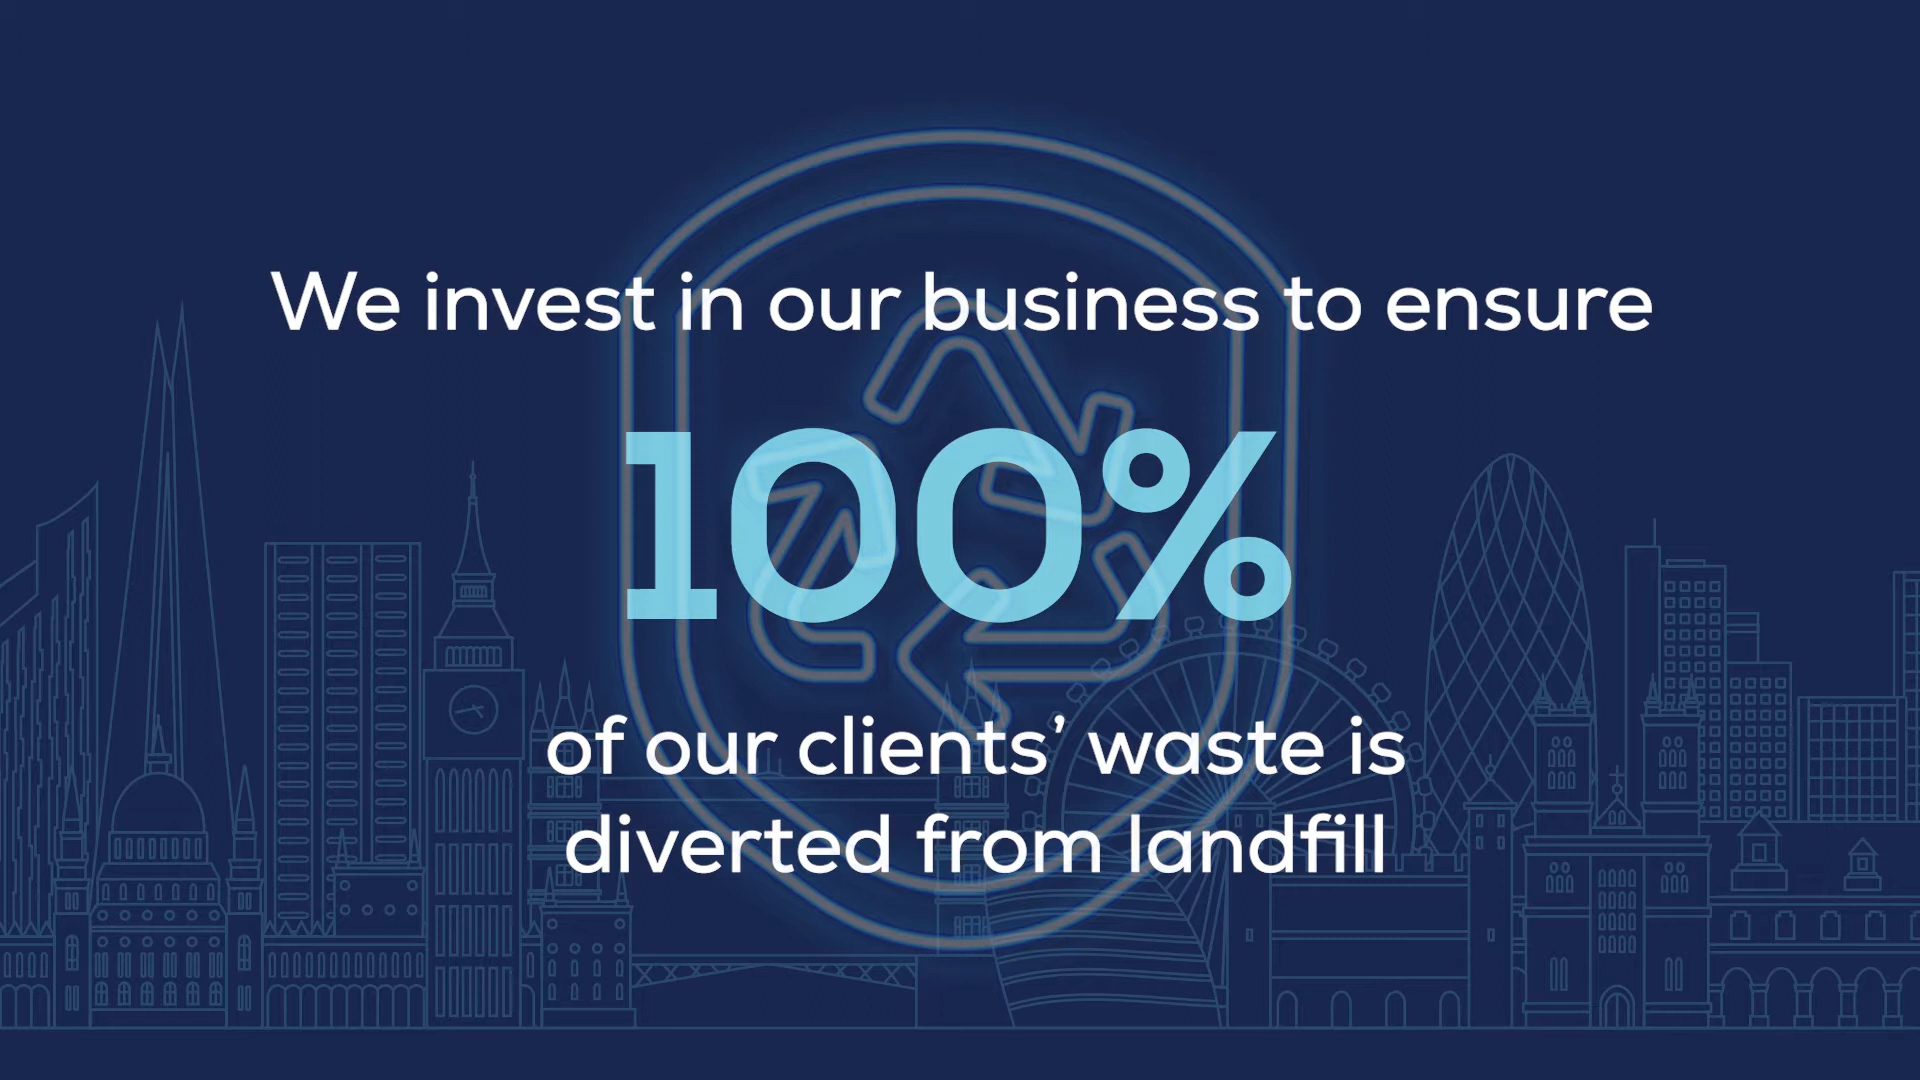 We invest in our business to ensure
100%
of our clients’ waste is
diverted from landfill